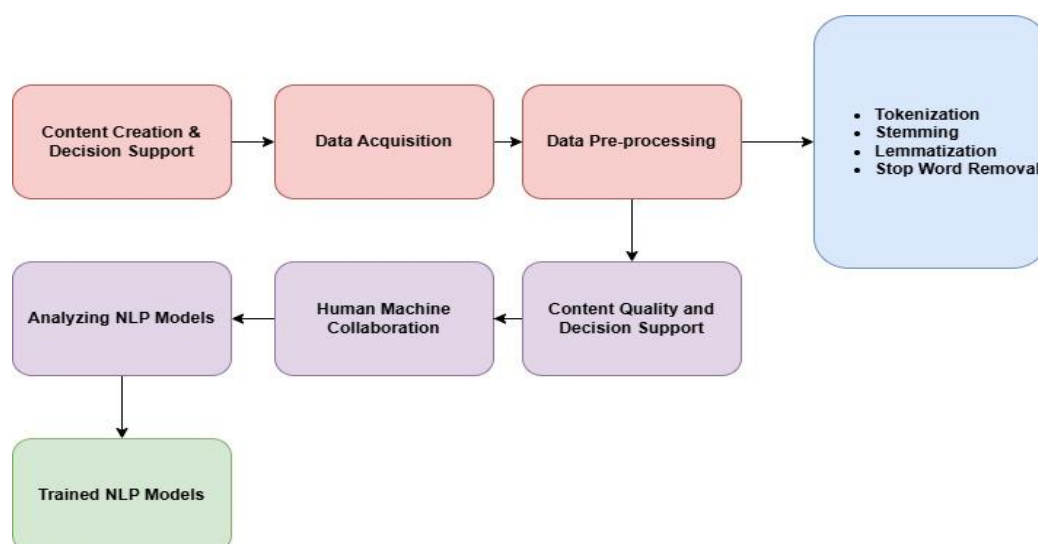 Content Creation &
Decision Support
Data Acquisition
Data Pre-processing
• Tokenization
• Stemming
• Lemmatization
• Stop Word Removal
Analyzing NLP Models
Human Machine
Collaboration
Content Quality and
Decision Support
Trained NLP Models